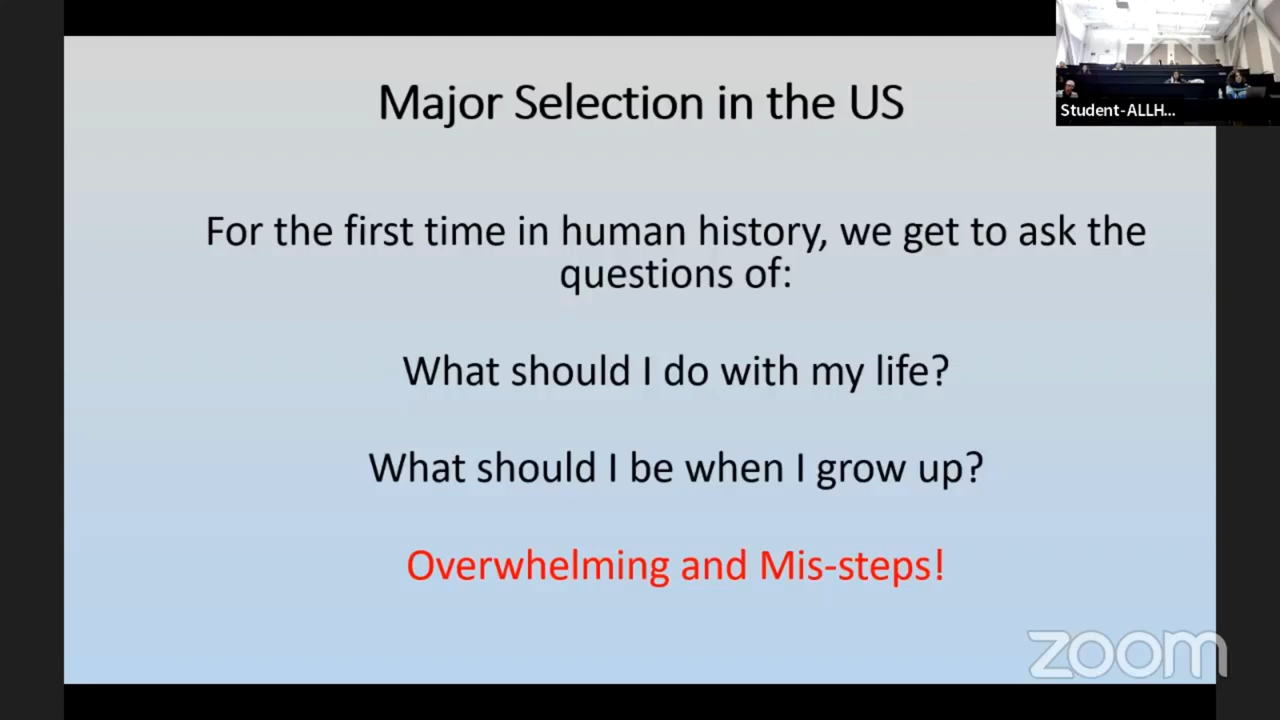 Major Selection in the US
Student-ALLH...
For the first time in human history, we get to ask the
questions of:
What should I do with my life?
What should I be when I grow up?
Overwhelming and Mis-steps!
zoom